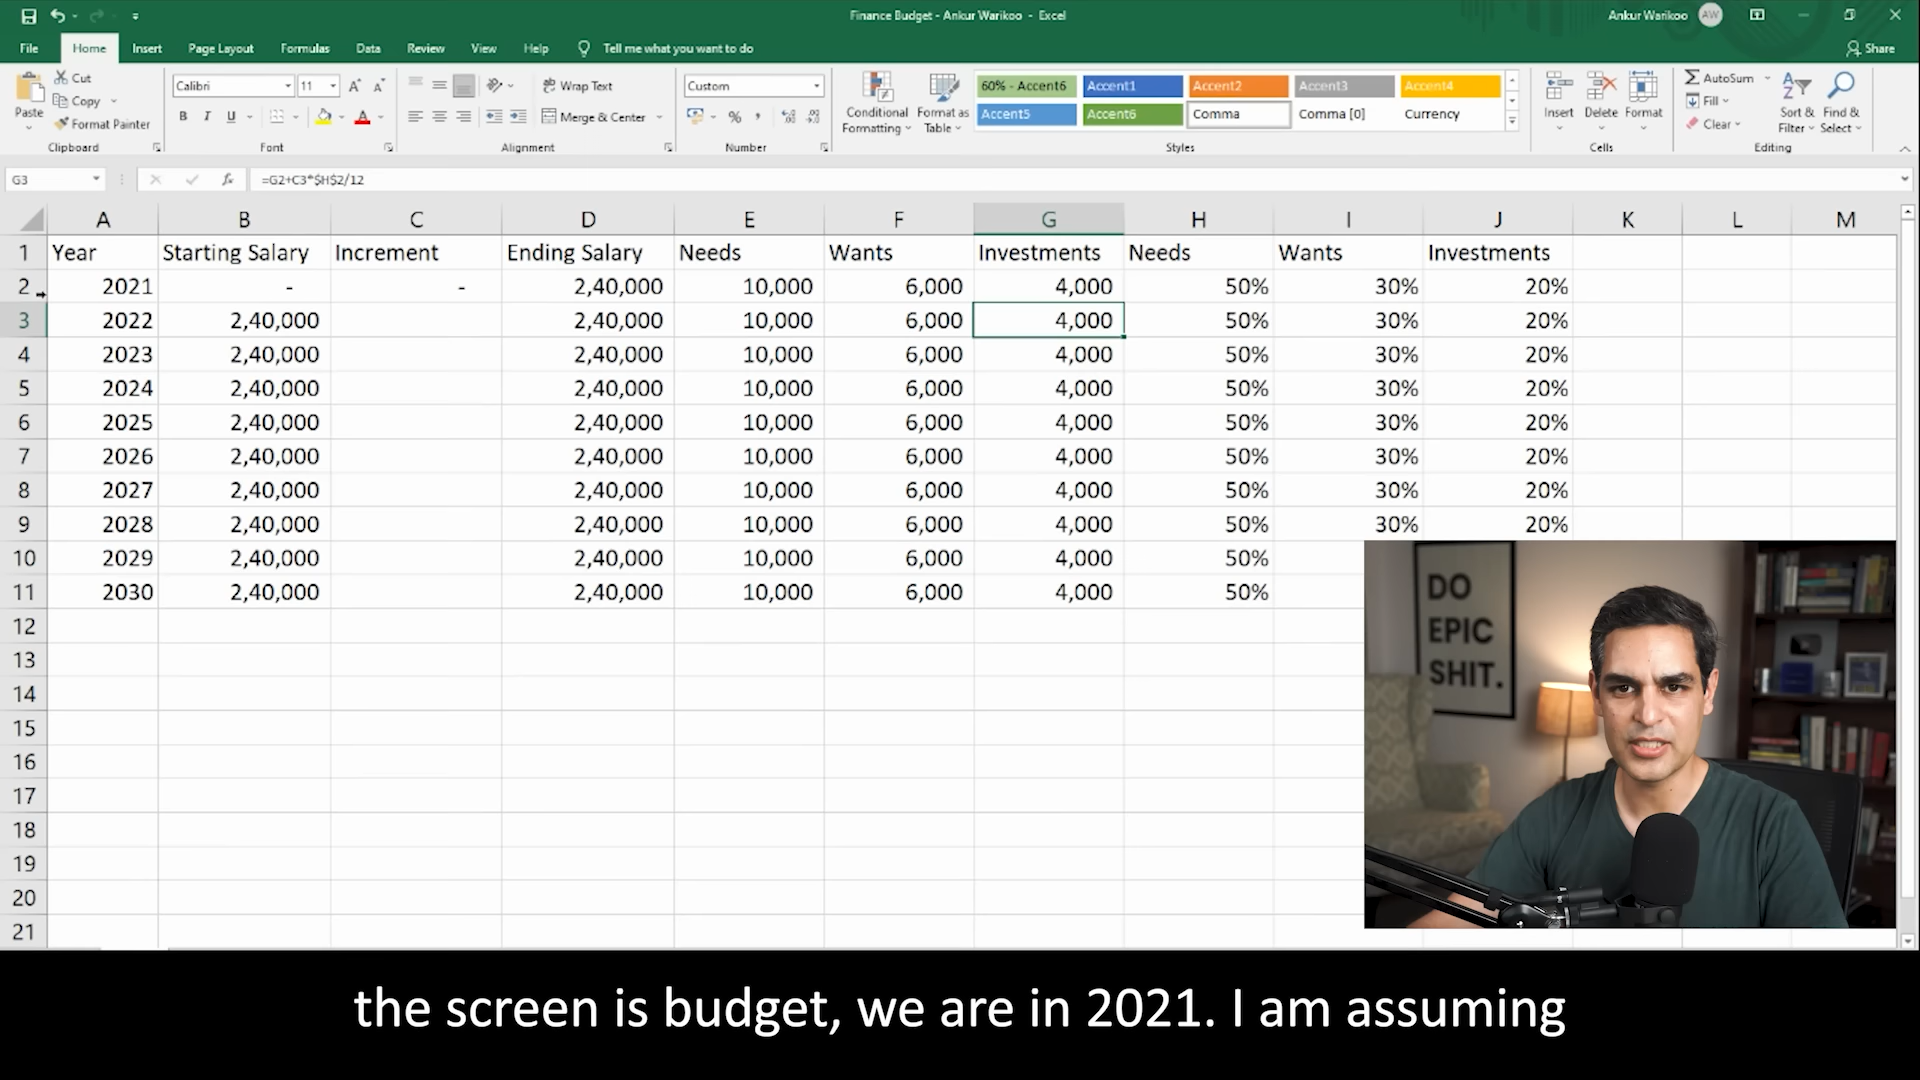 Finance Budget - Ankur Warikoo - Excel
Ankur Warikoo AW
File Home Insert Page Layout Formulas Data Review View Help Tell me what you want to do Share
Paste
Cut
Copy
Format Painter
Clipboard
Calibri 11
B I U
Font
Wrap Text
Merge & Center
Alignment
Custom
%
Number
Conditional Formatting
Format as Table
60% - Accent6 Accent1 Accent2 Accent3 Accent4
Accent5 Accent6 Comma Comma [0] Currency
Styles
Insert Delete Format
Cells
AutoSum
Fill
Clear
Sort & Filter
Find & Select
Editing
G3 fx =G2+C3*$H$2/12
A B C D E F G H I J K L M
1 Year Starting Salary Increment Ending Salary Needs Wants Investments Needs Wants Investments
2 2021 - - 2,40,000 10,000 6,000 4,000 50% 30% 20%
3 2022 2,40,000 2,40,000 10,000 6,000 4,000 50% 30% 20%
4 2023 2,40,000 2,40,000 10,000 6,000 4,000 50% 30% 20%
5 2024 2,40,000 2,40,000 10,000 6,000 4,000 50% 30% 20%
6 2025 2,40,000 2,40,000 10,000 6,000 4,000 50% 30% 20%
7 2026 2,40,000 2,40,000 10,000 6,000 4,000 50% 30% 20%
8 2027 2,40,000 2,40,000 10,000 6,000 4,000 50% 30% 20%
9 2028 2,40,000 2,40,000 10,000 6,000 4,000 50% 30% 20%
10 2029 2,40,000 2,40,000 10,000 6,000 4,000 50%
11 2030 2,40,000 2,40,000 10,000 6,000 4,000 50%
12
13
14
15
16
17
18
19
20
21
DO
EPIC
SHIT.
the screen is budget, we are in 2021. I am assuming